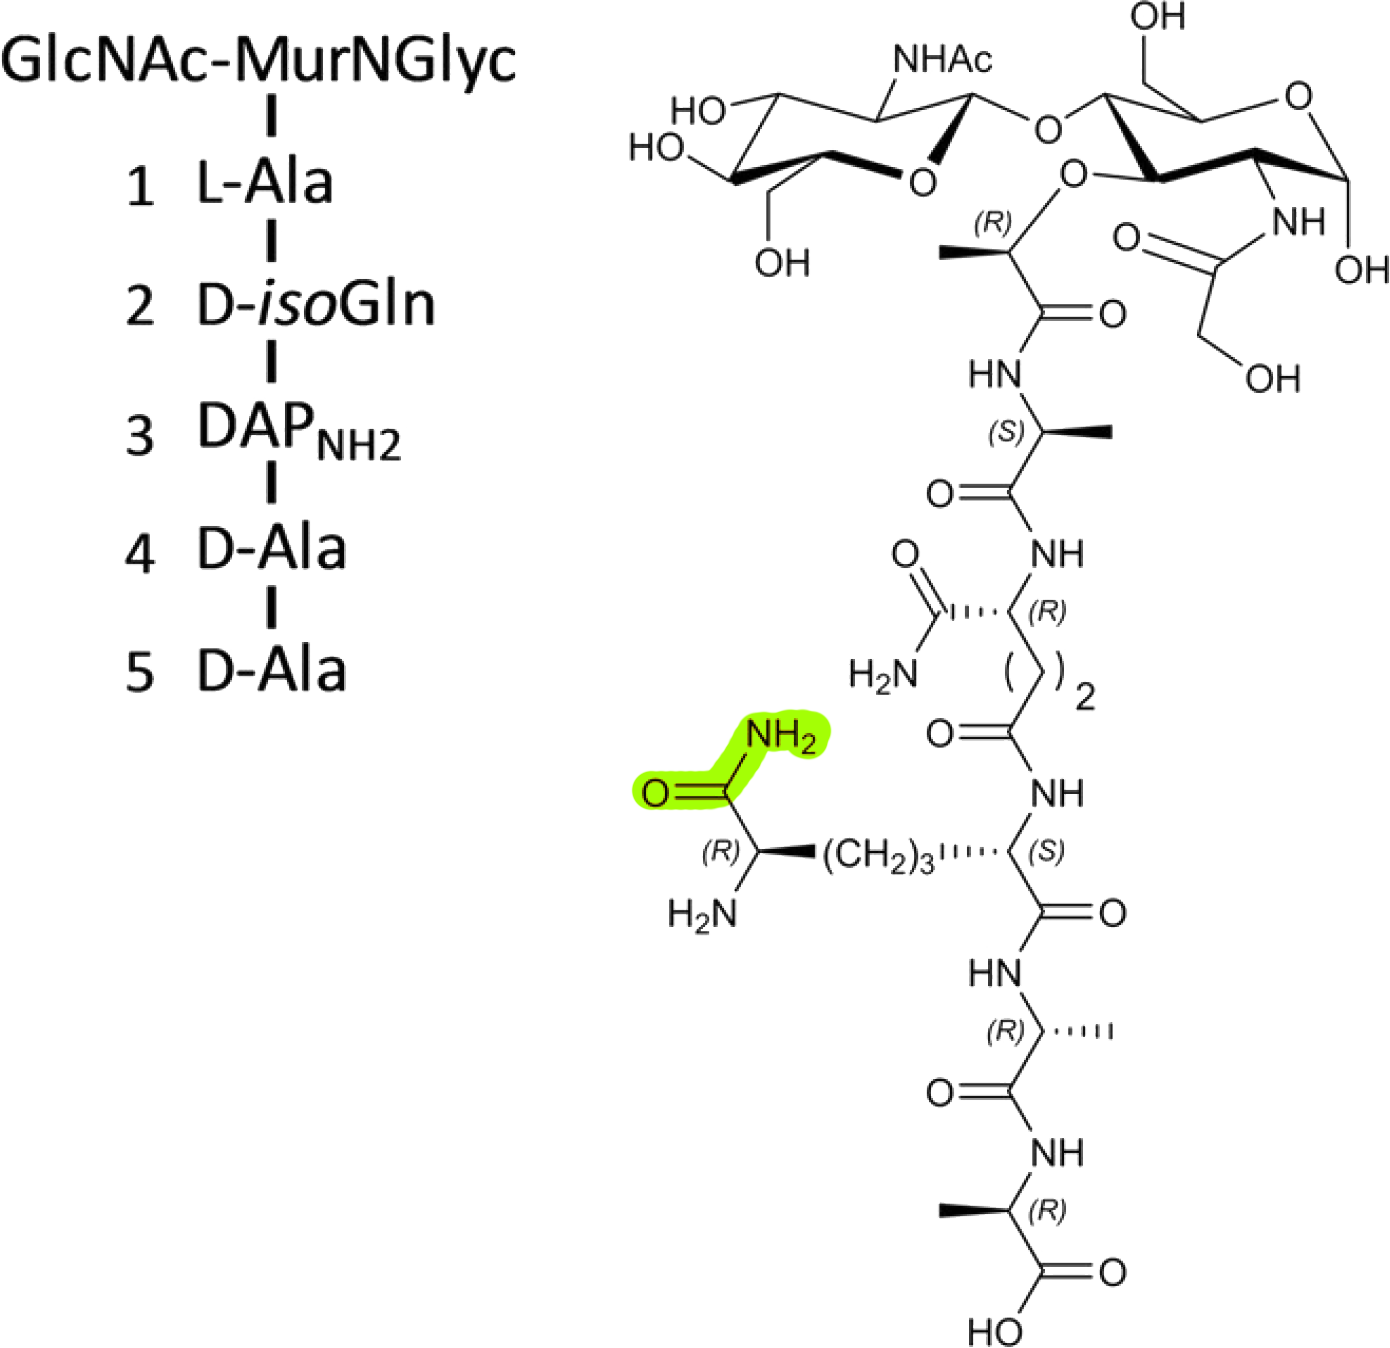 GlcNAc-MurNGlyc
1 L-Ala
2 D-isoGln
3 DAPNH2
4 D-Ala
5 D-Ala
OH
NHAc
HO
O
O
HO
O
O
(R)
NH
O
OH
OH
O
HN
OH
(S)
O
NH
O
(R)
H2N
( )2
NH2
O
O
NH
(R)
(CH2)3
(S)
H2N
O
HN
(R)
O
NH
(R)
O
HO